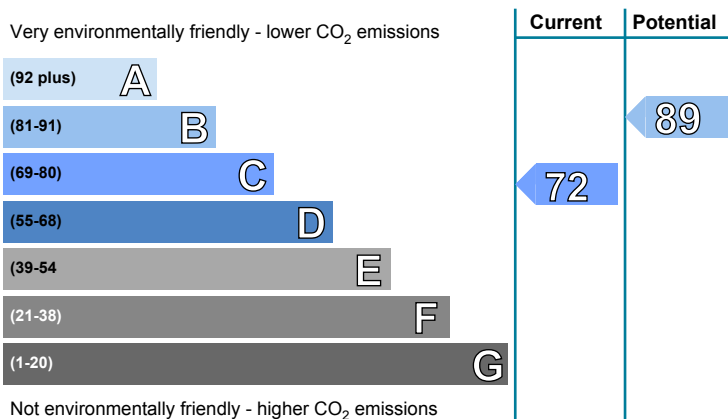 Current Potential
Very environmentally friendly - lower CO₂ emissions
(92 plus) A
(81-91) B
89
(69-80) C
72
(55-68) D
(39-54 E
(21-38) F
(1-20) G
Not environmentally friendly - higher CO₂ emissions